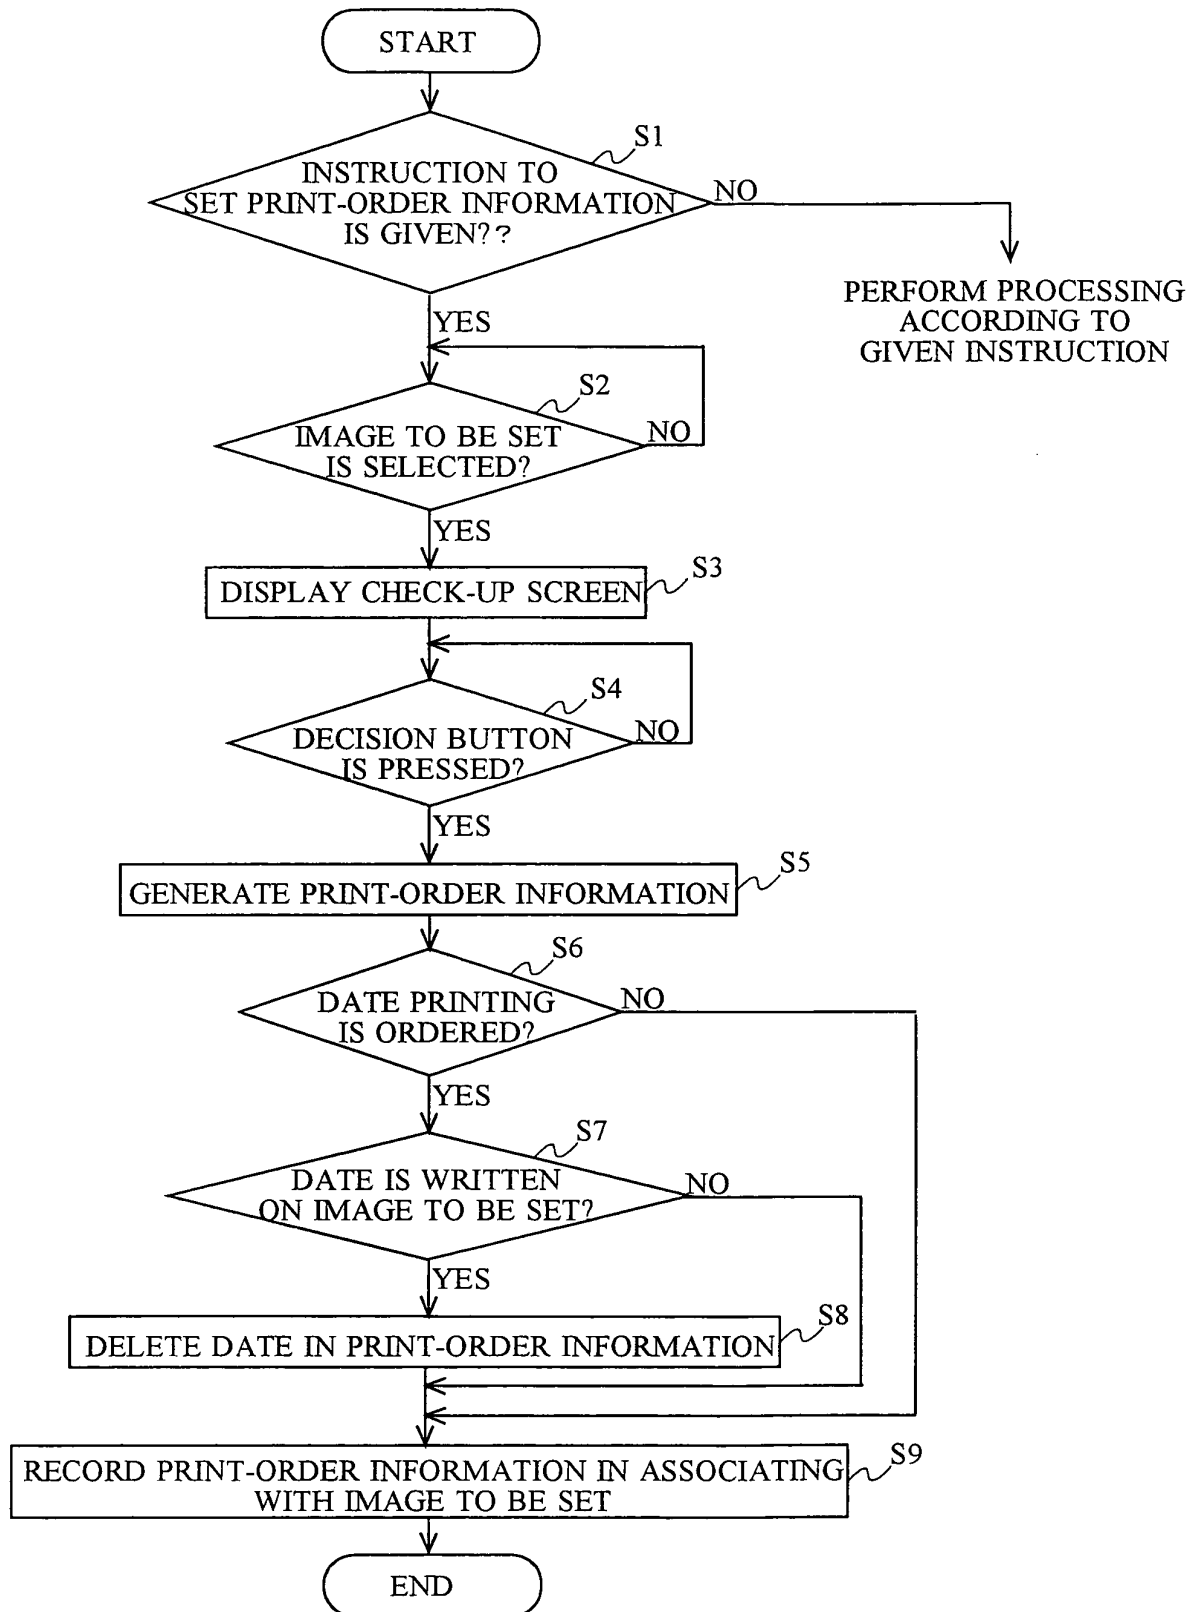 START
S1
INSTRUCTION TO
SET PRINT-ORDER INFORMATION
IS GIVEN??
NO
PERFORM PROCESSING
ACCORDING TO
GIVEN INSTRUCTION
YES
S2
IMAGE TO BE SET
IS SELECTED?
NO
YES
S3
DISPLAY CHECK-UP SCREEN
S4
DECISION BUTTON
IS PRESSED?
NO
YES
S5
GENERATE PRINT-ORDER INFORMATION
S6
DATE PRINTING
IS ORDERED?
NO
YES
S7
DATE IS WRITTEN
ON IMAGE TO BE SET?
NO
YES
S8
DELETE DATE IN PRINT-ORDER INFORMATION
S9
RECORD PRINT-ORDER INFORMATION IN ASSOCIATING
WITH IMAGE TO BE SET
END